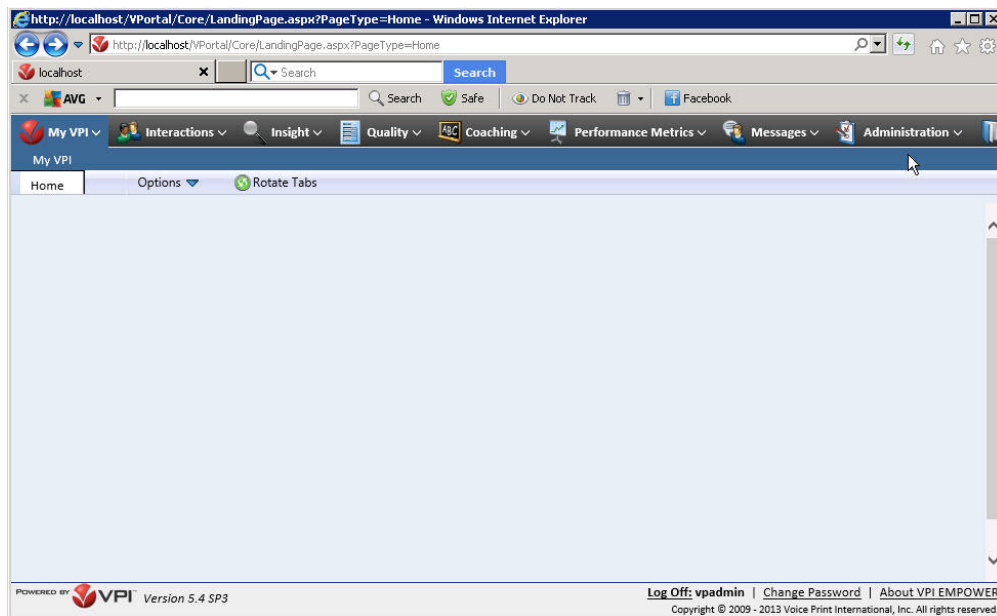 http://localhost/VPortal/Core/LandingPage.aspx?PageType=Home - Windows Internet Explorer
http://localhost/VPortal/Core/LandingPage.aspx?PageType=Home
localhost Search Search
AVG Search Safe Do Not Track Facebook
My VPI Interactions Insight Quality ABC Coaching Performance Metrics Messages Administration
My VPI
Home Options Rotate Tabs
POWERED BY VPI Version 5.4 SP3 Log Off: vpadmin | Change Password | About VPI EMPOWER
Copyright © 2009 - 2013 Voice Print International, Inc. All rights reserved